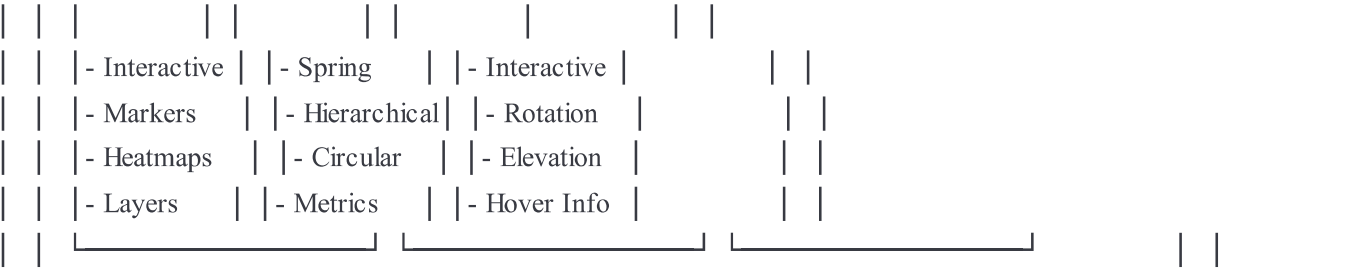 │ │ │ │ │ │ │ │ │ │
│ │ │- Interactive │ │- Spring │ │- Interactive │ │ │
│ │ │- Markers │ │- Hierarchical│ │- Rotation │ │ │
│ │ │- Heatmaps │ │- Circular │ │- Elevation │ │ │
│ │ │- Layers │ │- Metrics │ │- Hover Info │ │ │
│ │ └──────────────┘ └──────────────┘ └──────────────┘ │ │